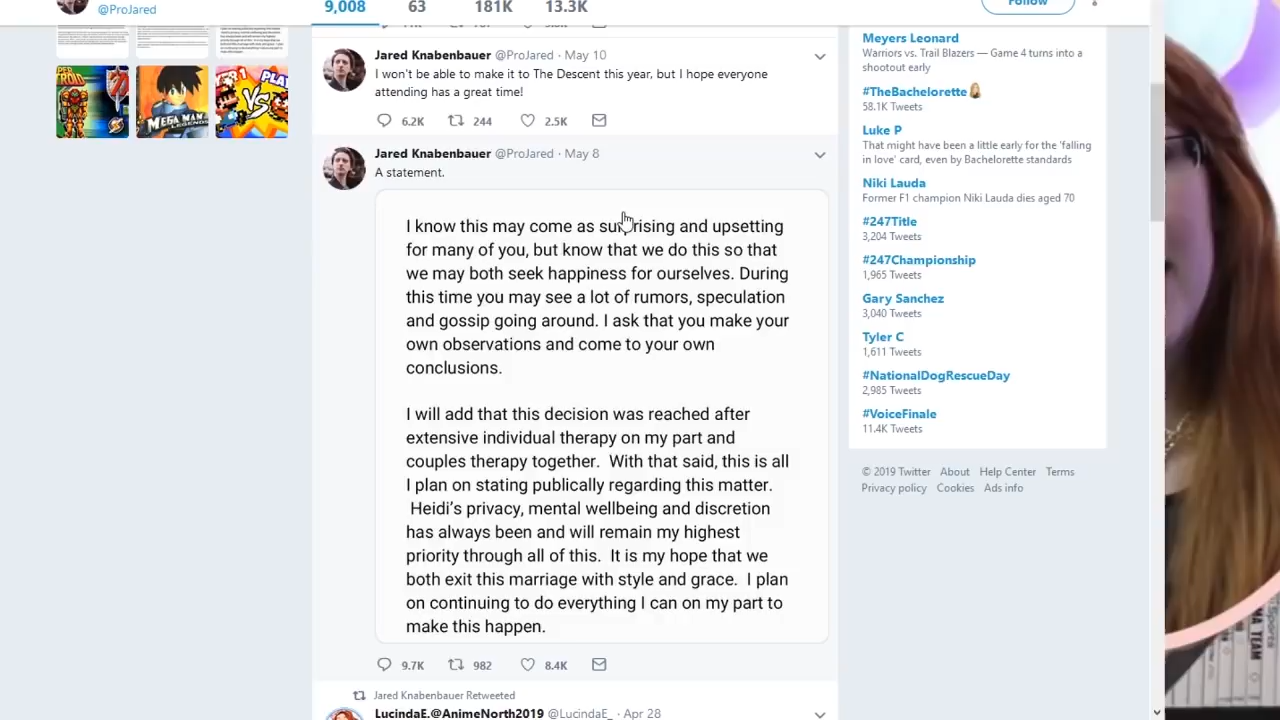 9,008 63 181K 13.3K
Follow
@ProJared
MEGA MAN
LEGENDS
VS
Jared Knabenbauer @ProJared · May 10
I won't be able to make it to The Descent this year, but I hope everyone
attending has a great time!
6.2K 244 2.5K
Jared Knabenbauer @ProJared · May 8
A statement.
I know this may come as surprising and upsetting
for many of you, but know that we do this so that
we may both seek happiness for ourselves. During
this time you may see a lot of rumors, speculation
and gossip going around. I ask that you make your
own observations and come to your own
conclusions.
I will add that this decision was reached after
extensive individual therapy on my part and
couples therapy together. With that said, this is all
I plan on stating publically regarding this matter.
Heidi's privacy, mental wellbeing and discretion
has always been and will remain my highest
priority through all of this. It is my hope that we
both exit this marriage with style and grace. I plan
on continuing to do everything I can on my part to
make this happen.
9.7K 982 8.4K
Jared Knabenbauer Retweeted
LucindaE.@AnimeNorth2019 @LucindaE_ · Apr 28
Meyers Leonard
Warriors vs. Trail Blazers — Game 4 turns into a
shootout early
#TheBachelorette
58.1K Tweets
Luke P
That might have been a little early for the 'falling
in love' card, even by Bachelorette standards
Niki Lauda
Former F1 champion Niki Lauda dies aged 70
#247Title
3,204 Tweets
#247Championship
1,965 Tweets
Gary Sanchez
3,040 Tweets
Tyler C
1,611 Tweets
#NationalDogRescueDay
2,985 Tweets
#VoiceFinale
11.4K Tweets
© 2019 Twitter About Help Center Terms
Privacy policy Cookies Ads info